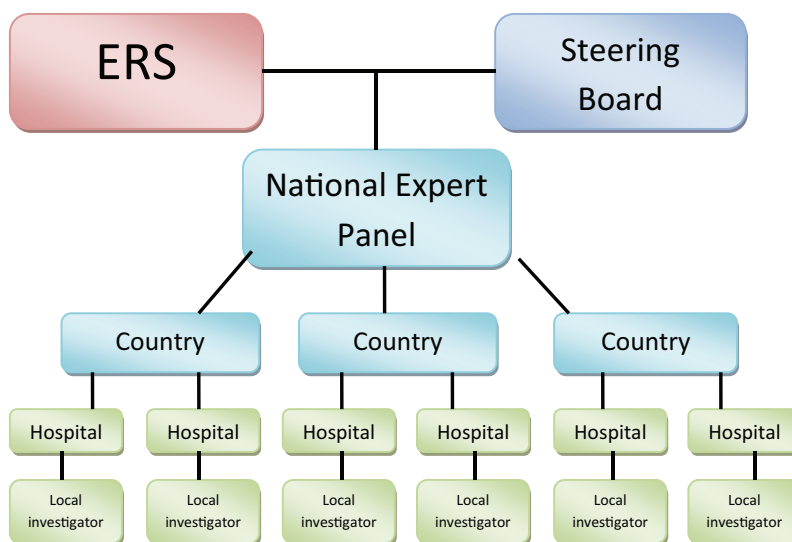 ERS
Steering
Board
National Expert
Panel
Country
Country
Country
Hospital
Hospital
Hospital
Hospital
Hospital
Hospital
Local
investigator
Local
investigator
Local
investigator
Local
investigator
Local
investigator
Local
investigator